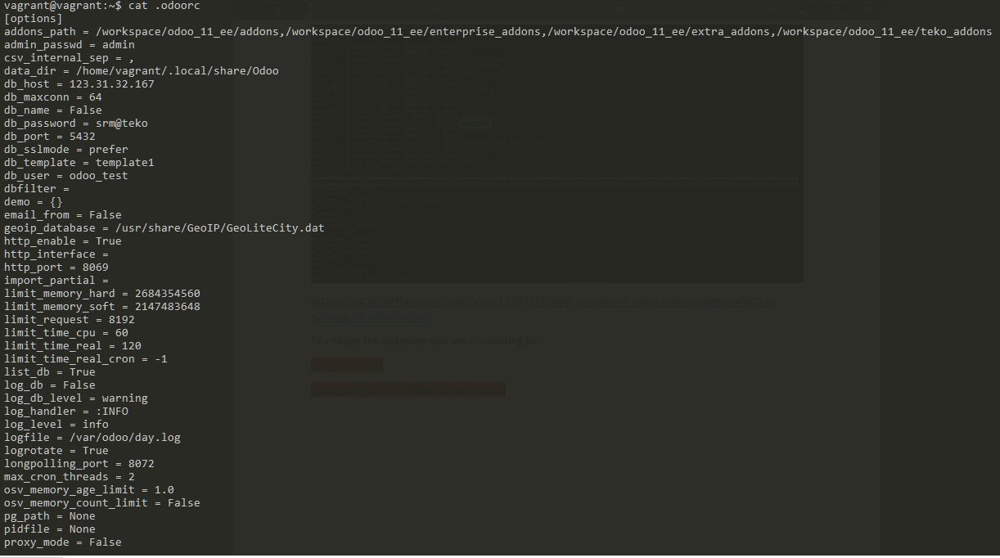 vagrant@vagrant:~$ cat .odoorc
[options]
addons_path = /workspace/odoo_11_ee/addons,/workspace/odoo_11_ee/enterprise_addons,/workspace/odoo_11_ee/extra_addons,/workspace/odoo_11_ee/teko_addons
admin_passwd = admin
csv_internal_sep = ,
data_dir = /home/vagrant/.local/share/Odoo
db_host = 123.31.32.167
db_maxconn = 64
db_name = False
db_password = srm@teko
db_port = 5432
db_sslmode = prefer
db_template = template1
db_user = odoo_test
dbfilter =
demo = {}
email_from = False
geoip_database = /usr/share/GeoIP/GeoLiteCity.dat
http_enable = True
http_interface =
http_port = 8069
import_partial =
limit_memory_hard = 2684354560
limit_memory_soft = 2147483648
limit_request = 8192
limit_time_cpu = 60
limit_time_real = 120
limit_time_real_cron = -1
list_db = True
log_db = False
log_db_level = warning
log_handler = :INFO
log_level = info
logfile = /var/odoo/day.log
logrotate = True
longpolling_port = 8072
max_cron_threads = 2
osv_memory_age_limit = 1.0
osv_memory_count_limit = False
pg_path = None
pidfile = None
proxy_mode = False
To change the database you are connecting to: